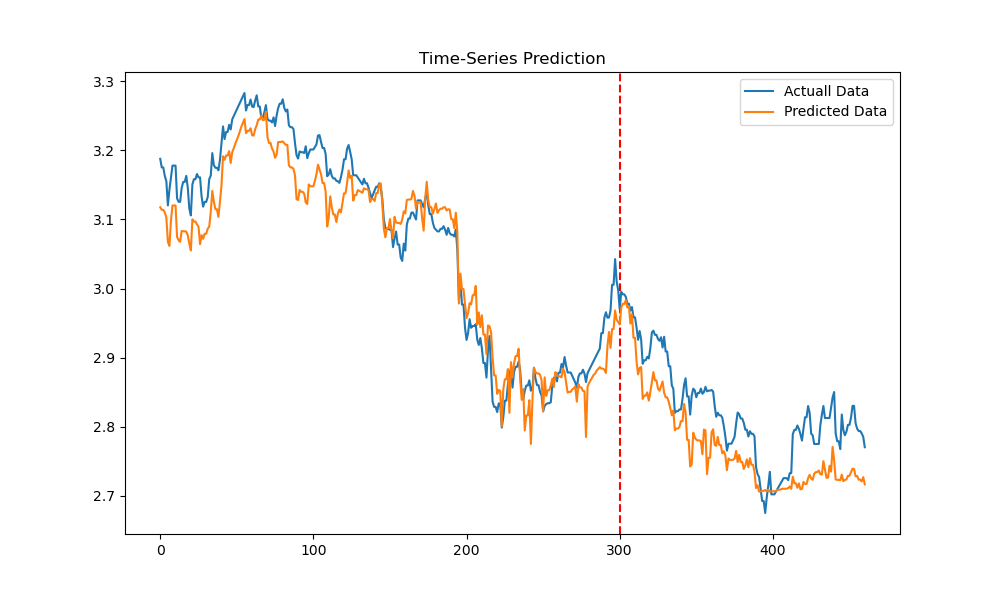 Time-Series Prediction
Actuall Data
Predicted Data
3.3
3.2
3.1
3.0
2.9
2.8
2.7
0 100 200 300 400